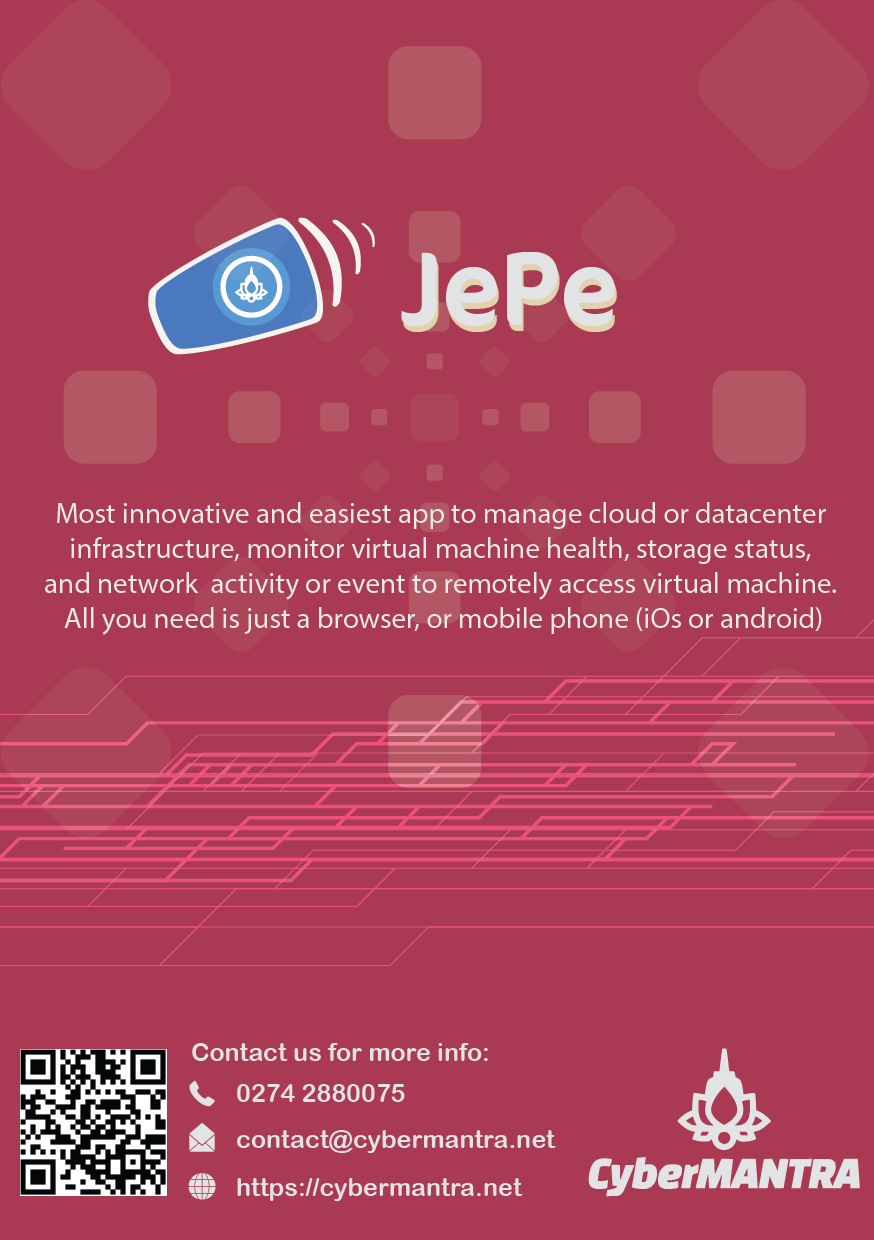 JePe
Most innovative and easiest app to manage cloud or datacenter
infrastructure, monitor virtual machine health, storage status,
and network activity or event to remotely access virtual machine.
All you need is just a browser, or mobile phone (iOs or android)
Contact us for more info:
0274 2880075
contact@cybermantra.net
https://cybermantra.net
CyberMANTRA